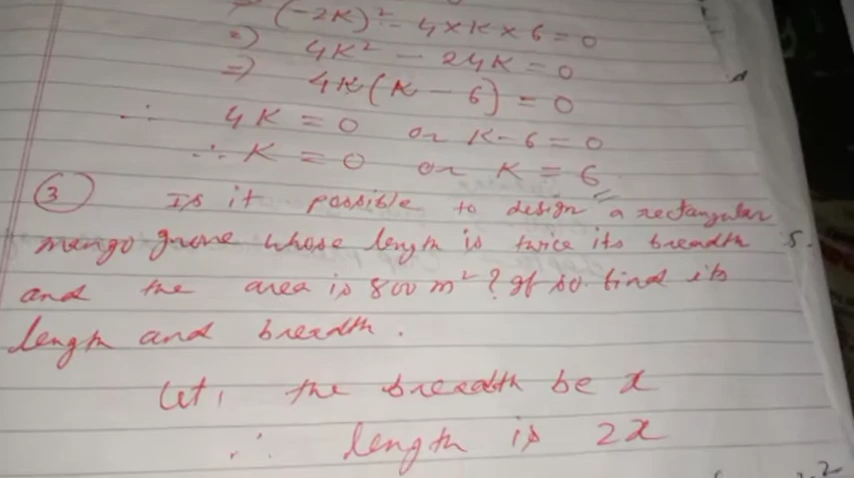 ⇒ (-2K)² - 4×K×6 = 0
⇒ 4K² - 24K = 0
⇒ 4K(K - 6) = 0
∴ 4K = 0 or K-6 = 0
∴ K = 0 or K = 6
③ Is it possible to design a rectangular
mango grove whose length is twice its breadth
and the area is 800 m²? If so. find its
length and breadth.
Let, the breadth be x
∴ length is 2x